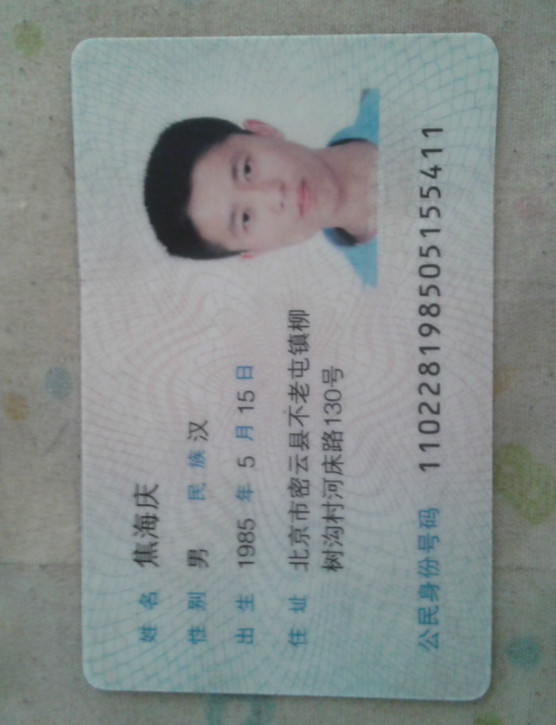 姓名 焦海庆
性别 男 民族 汉
出生 1985 年 5 月 15 日
住址 北京市密云县不老屯镇柳
树沟村河床路130号
公民身份号码 110228198505155411